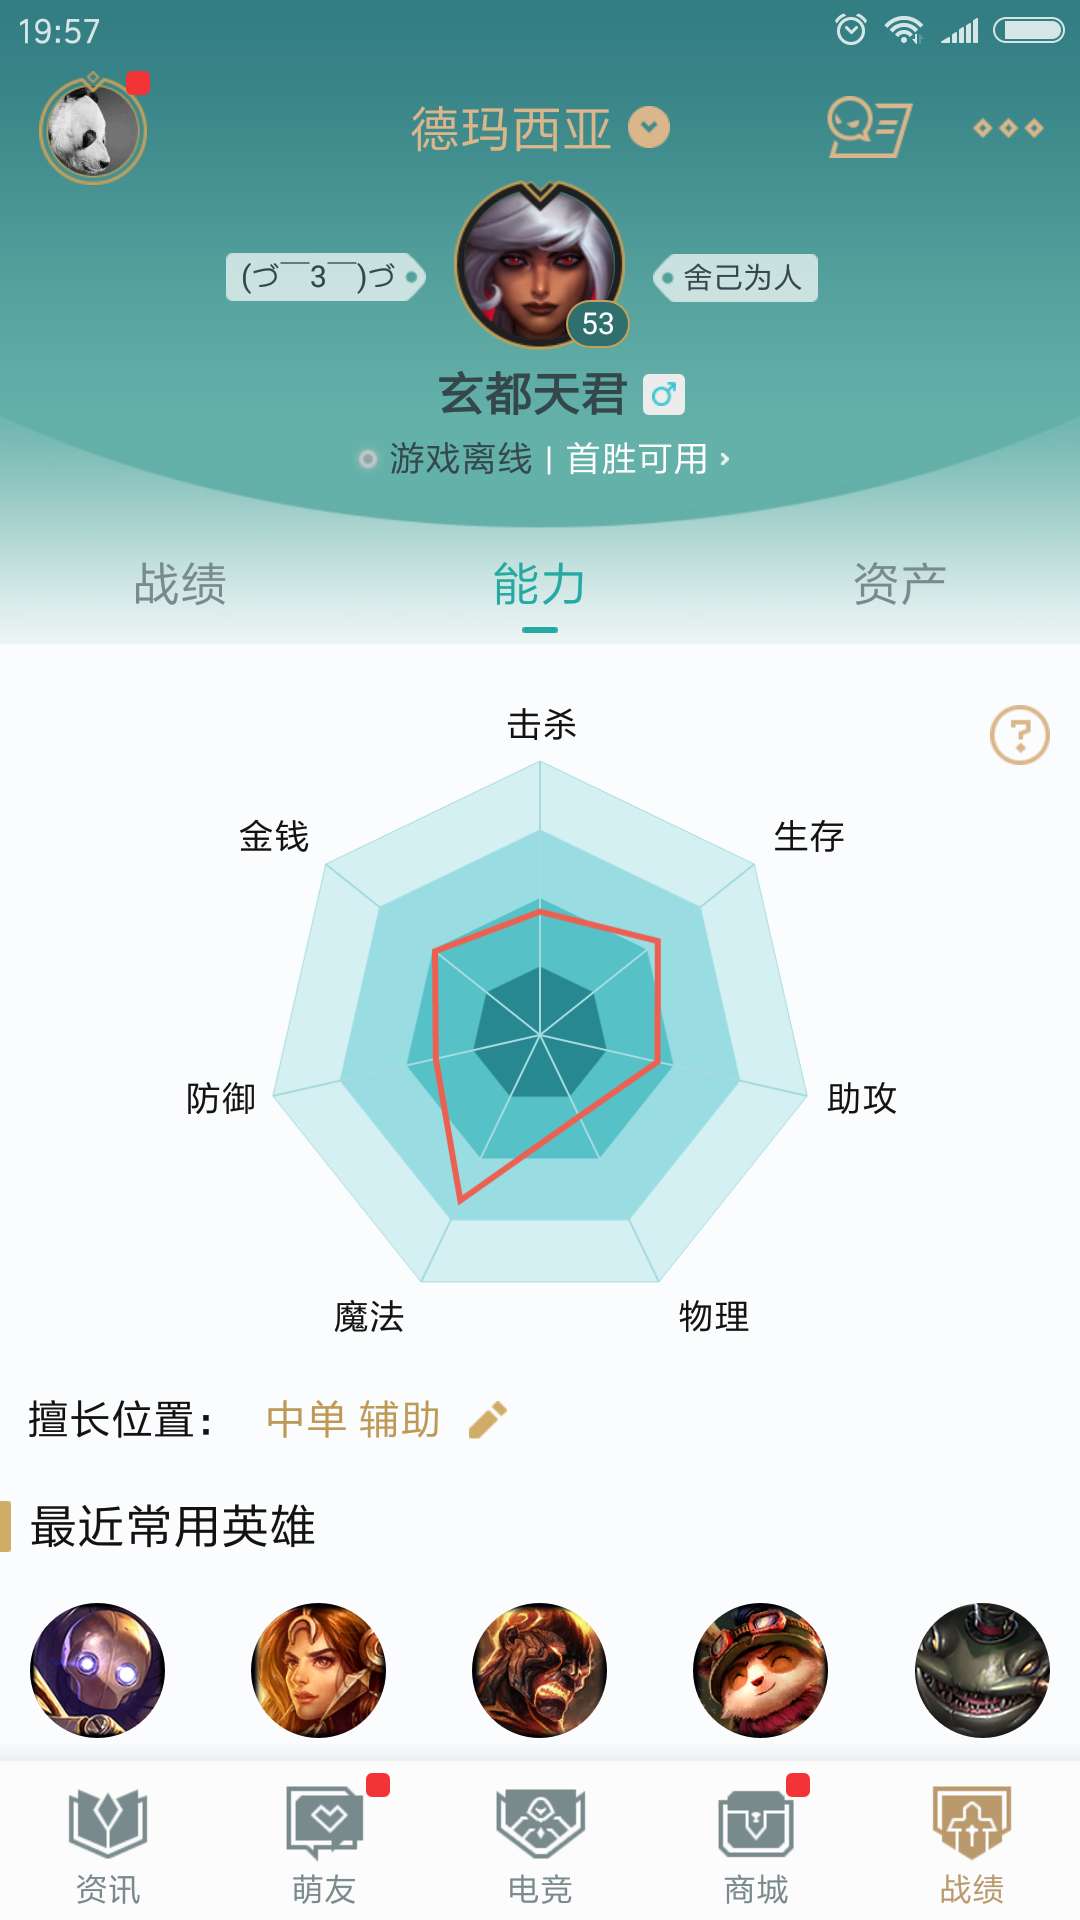 19:57
德玛西亚
(づ￣3￣)づ
舍己为人
53
玄都天君
游戏离线 | 首胜可用 ›
战绩 能力 资产
击杀
?
金钱 生存
防御 助攻
魔法 物理
擅长位置： 中单 辅助
最近常用英雄
资讯 萌友 电竞 商城 战绩